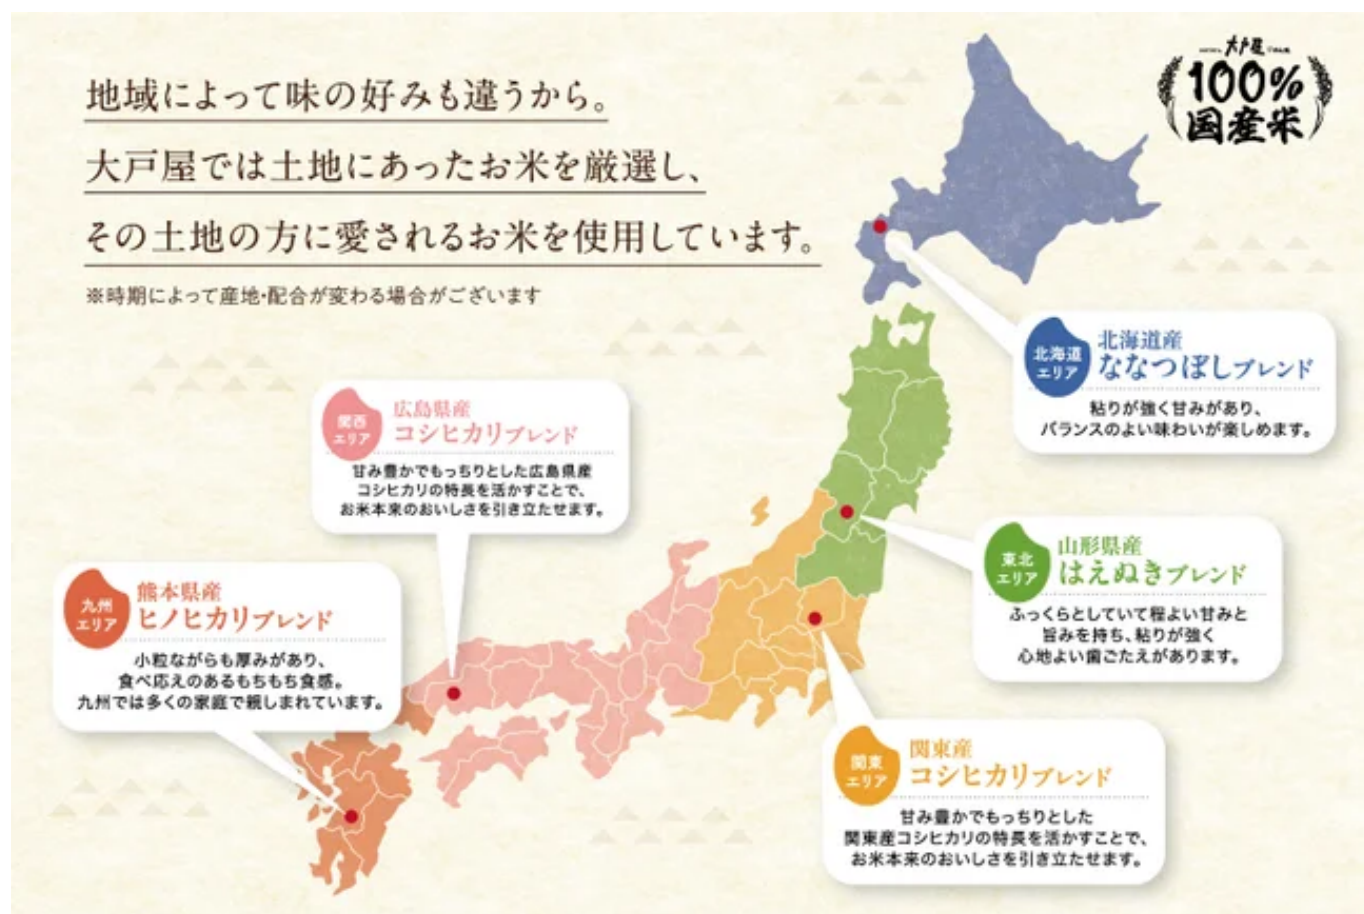 地域によって味の好みも違うから。
大戸屋では土地にあったお米を厳選し、
その土地の方に愛されるお米を使用しています。
※時期によって産地・配合が変わる場合がございます
大戸屋
100%
国産米
北海道
エリア
北海道産
ななつぼしブレンド
粘りが強く甘みがあり、
バランスのよい味わいが楽しめます。
関西
エリア
広島県産
コシヒカリブレンド
甘み豊かでもっちりとした広島県産
コシヒカリの特長を活かすことで、
お米本来のおいしさを引き立たせます。
東北
エリア
山形県産
はえぬきブレンド
ふっくらとしていて程よい甘みと
旨みを持ち、粘りが強く
心地よい歯ごたえがあります。
九州
エリア
熊本県産
ヒノヒカリブレンド
小粒ながらも厚みがあり、
食べ応えのあるもちもち食感。
九州では多くの家庭で親しまれています。
関東
エリア
関東産
コシヒカリブレンド
甘み豊かでもっちりとした
関東産コシヒカリの特長を活かすことで、
お米本来のおいしさを引き立たせます。